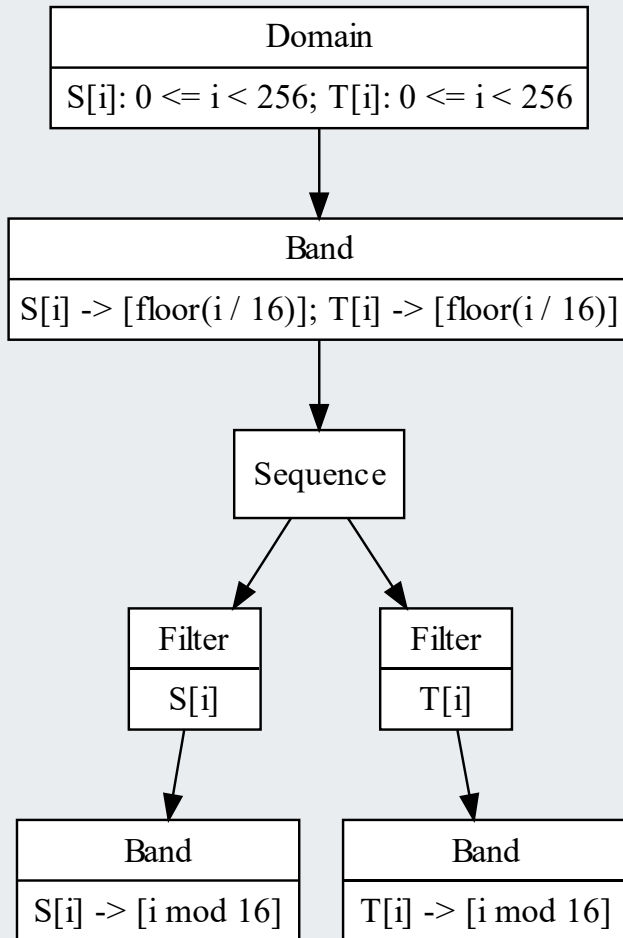 Domain
S[i]: 0 <= i < 256; T[i]: 0 <= i < 256
Band
S[i] -> [floor(i / 16)]; T[i] -> [floor(i / 16)]
Sequence
Filter
S[i]
Filter
T[i]
Band
S[i] -> [i mod 16]
Band
T[i] -> [i mod 16]